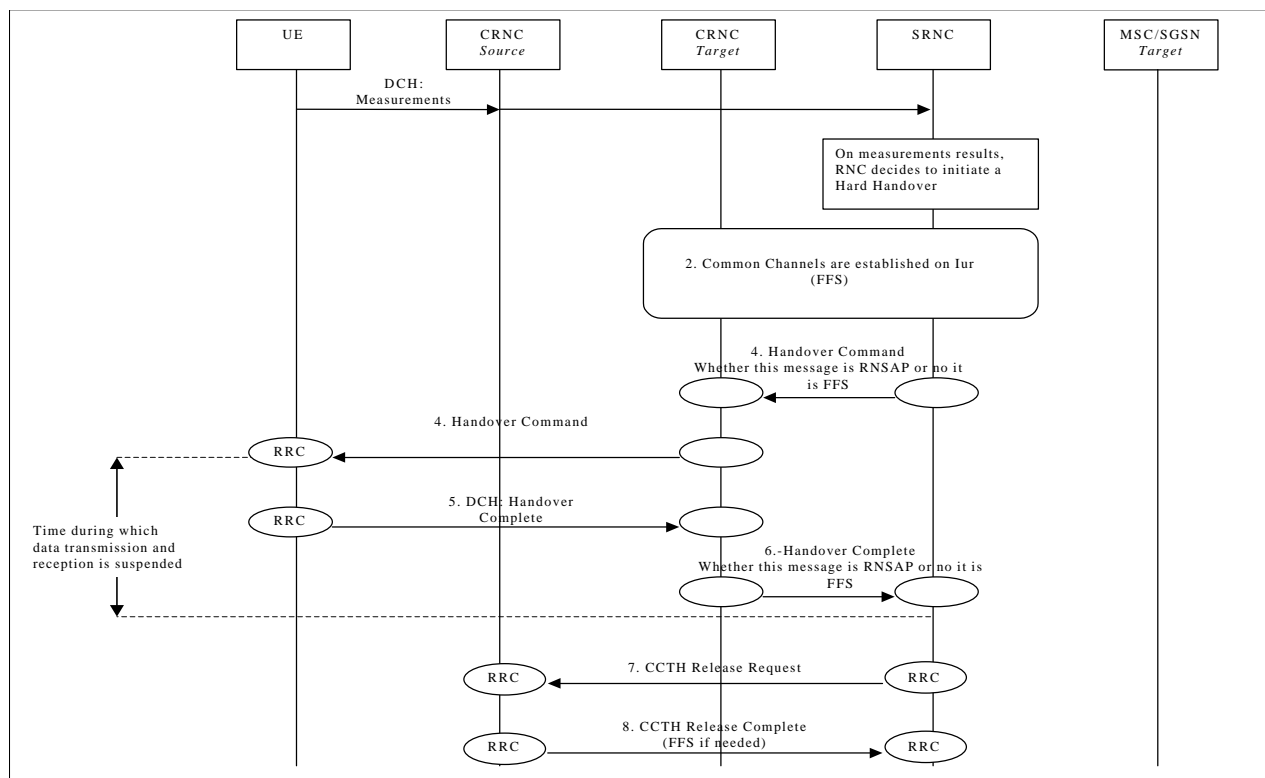 UE
CRNC
Source
CRNC
Target
SRNC
MSC/SGSN
Target
DCH:
Measurements
On measurements results,
RNC decides to initiate a
Hard Handover
2. Common Channels are established on Iur
(FFS)
4. Handover Command
Whether this message is RNSAP or no it
is FFS
4. Handover Command
RRC
5. DCH: Handover
Complete
RRC
Time during which
data transmission and
reception is suspended
6.-Handover Complete
Whether this message is RNSAP or no it is
FFS
7. CCTH Release Request
RRC
RRC
8. CCTH Release Complete
(FFS if needed)
RRC
RRC